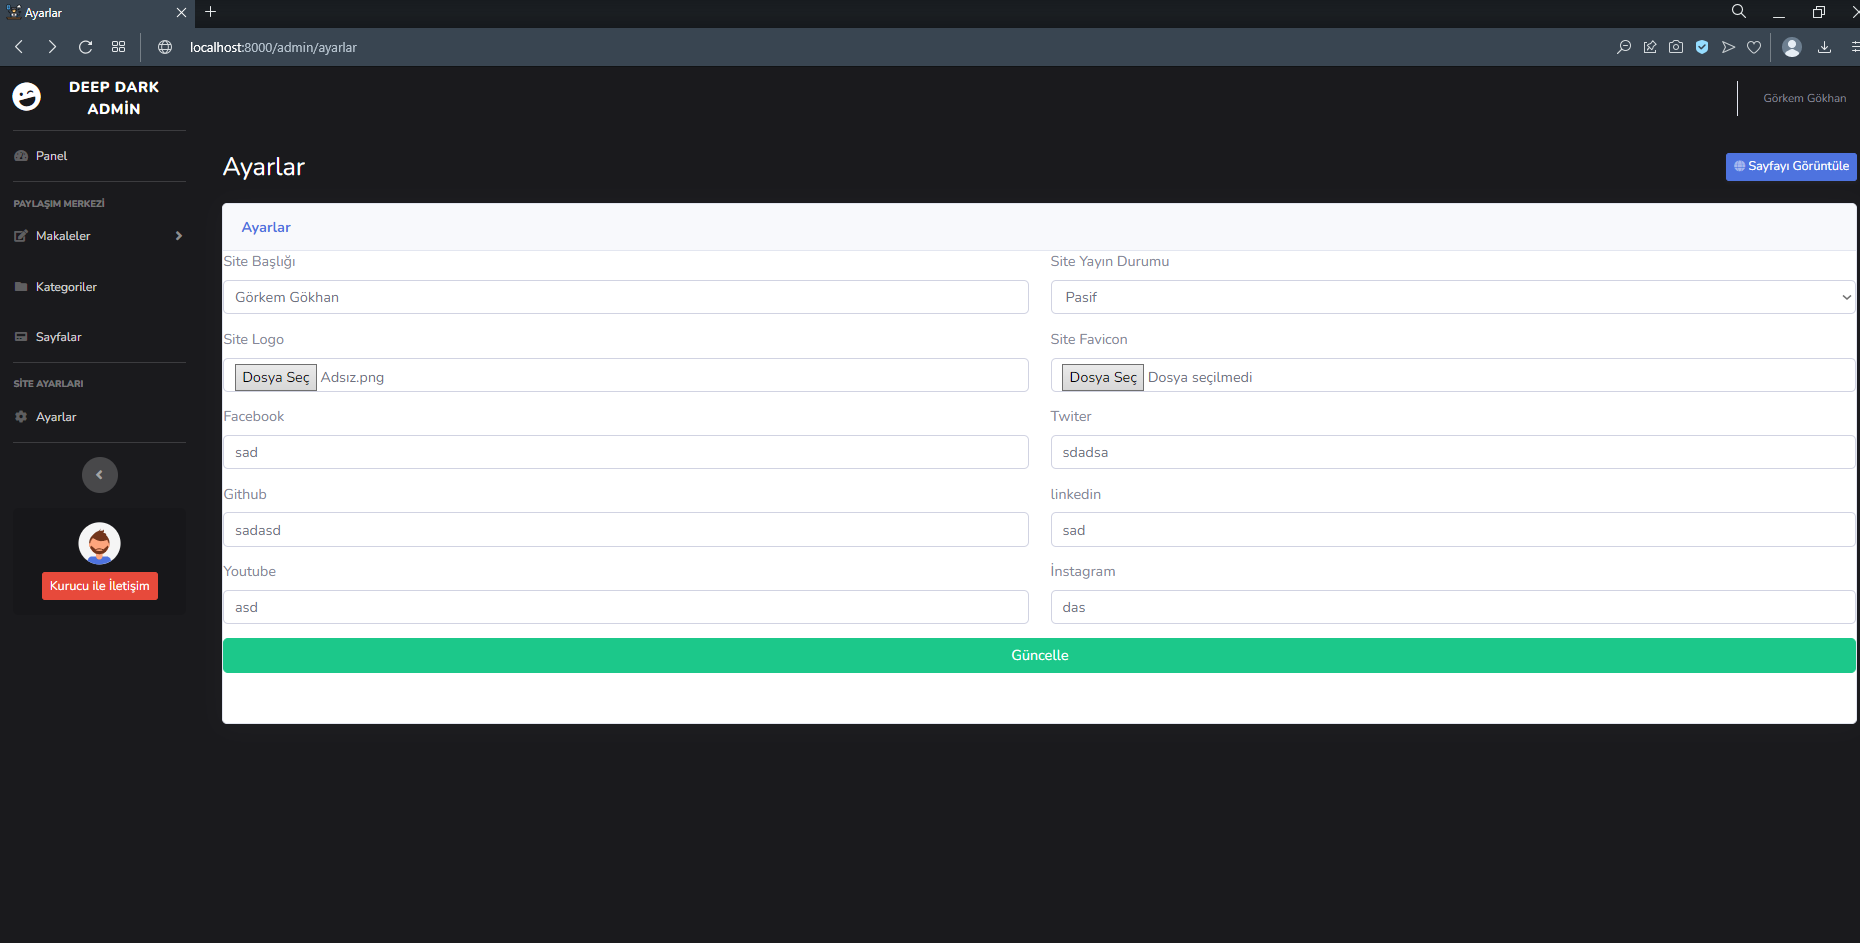 Ayarlar
localhost:8000/admin/ayarlar
DEEP DARK
ADMİN
Görkem Gökhan
Panel
PAYLAŞIM MERKEZİ
Makaleler
Kategoriler
Sayfalar
SİTE AYARLARI
Ayarlar
Kurucu ile İletişim
Ayarlar
Sayfayı Görüntüle
Ayarlar
Site Başlığı
Site Yayın Durumu
Görkem Gökhan
Pasif
Site Logo
Site Favicon
Dosya Seç Adsız.png
Dosya Seç Dosya seçilmedi
Facebook
Twiter
sad
sdadsa
Github
linkedin
sadasd
sad
Youtube
İnstagram
asd
das
Güncelle